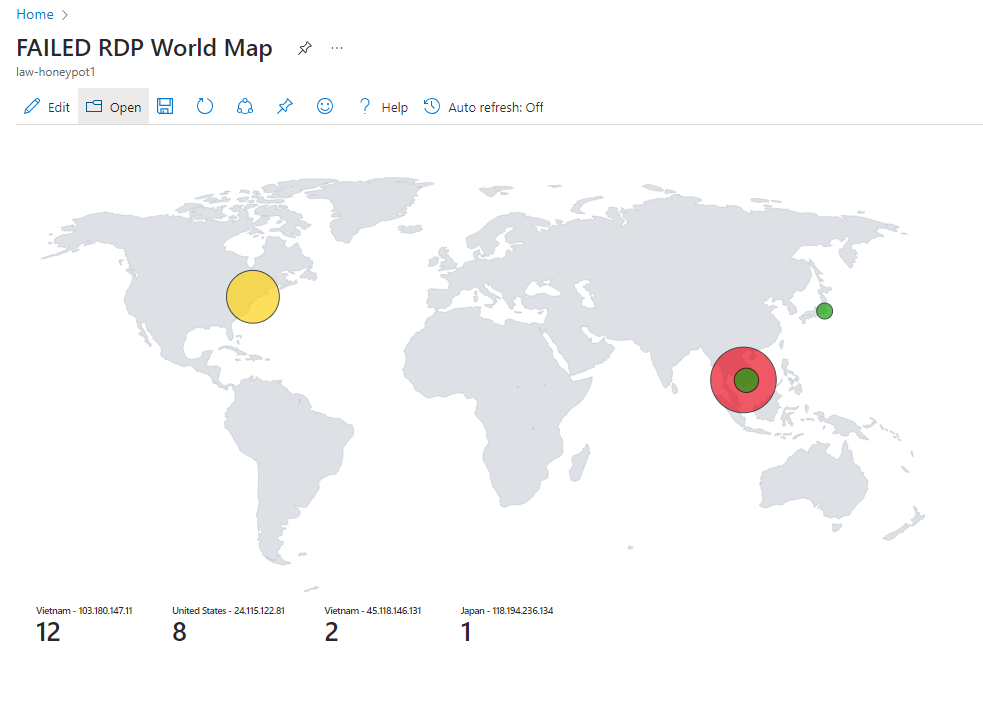 Home
FAILED RDP World Map
law-honeypot1
Edit Open Help Auto refresh: Off
Vietnam - 103.180.147.11 United States - 24.115.122.81 Vietnam - 45.118.146.131 Japan - 118.194.236.134
12 8 2 1